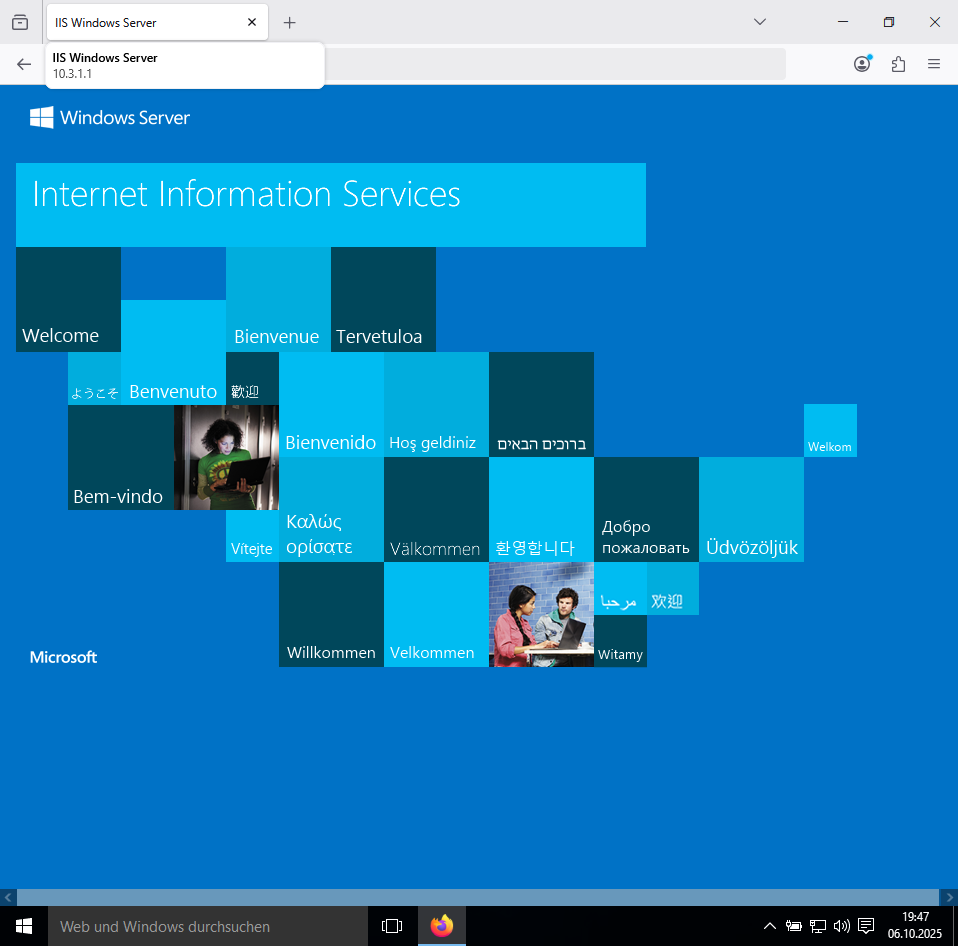 IIS Windows Server
IIS Windows Server
10.3.1.1
Windows Server
Internet Information Services
Welcome
Bienvenue
Tervetuloa
ようこそ
Benvenuto
歡迎
Bienvenido
Hoş geldiniz
ברוכים הבאים
Welkom
Bem-vindo
Vítejte
Καλώς
ορίσατε
Välkommen
환영합니다
Добро
пожаловать
Üdvözöljük
Willkommen
Velkommen
مرحبا
欢迎
Witamy
Microsoft
Web und Windows durchsuchen
19:47
06.10.2025